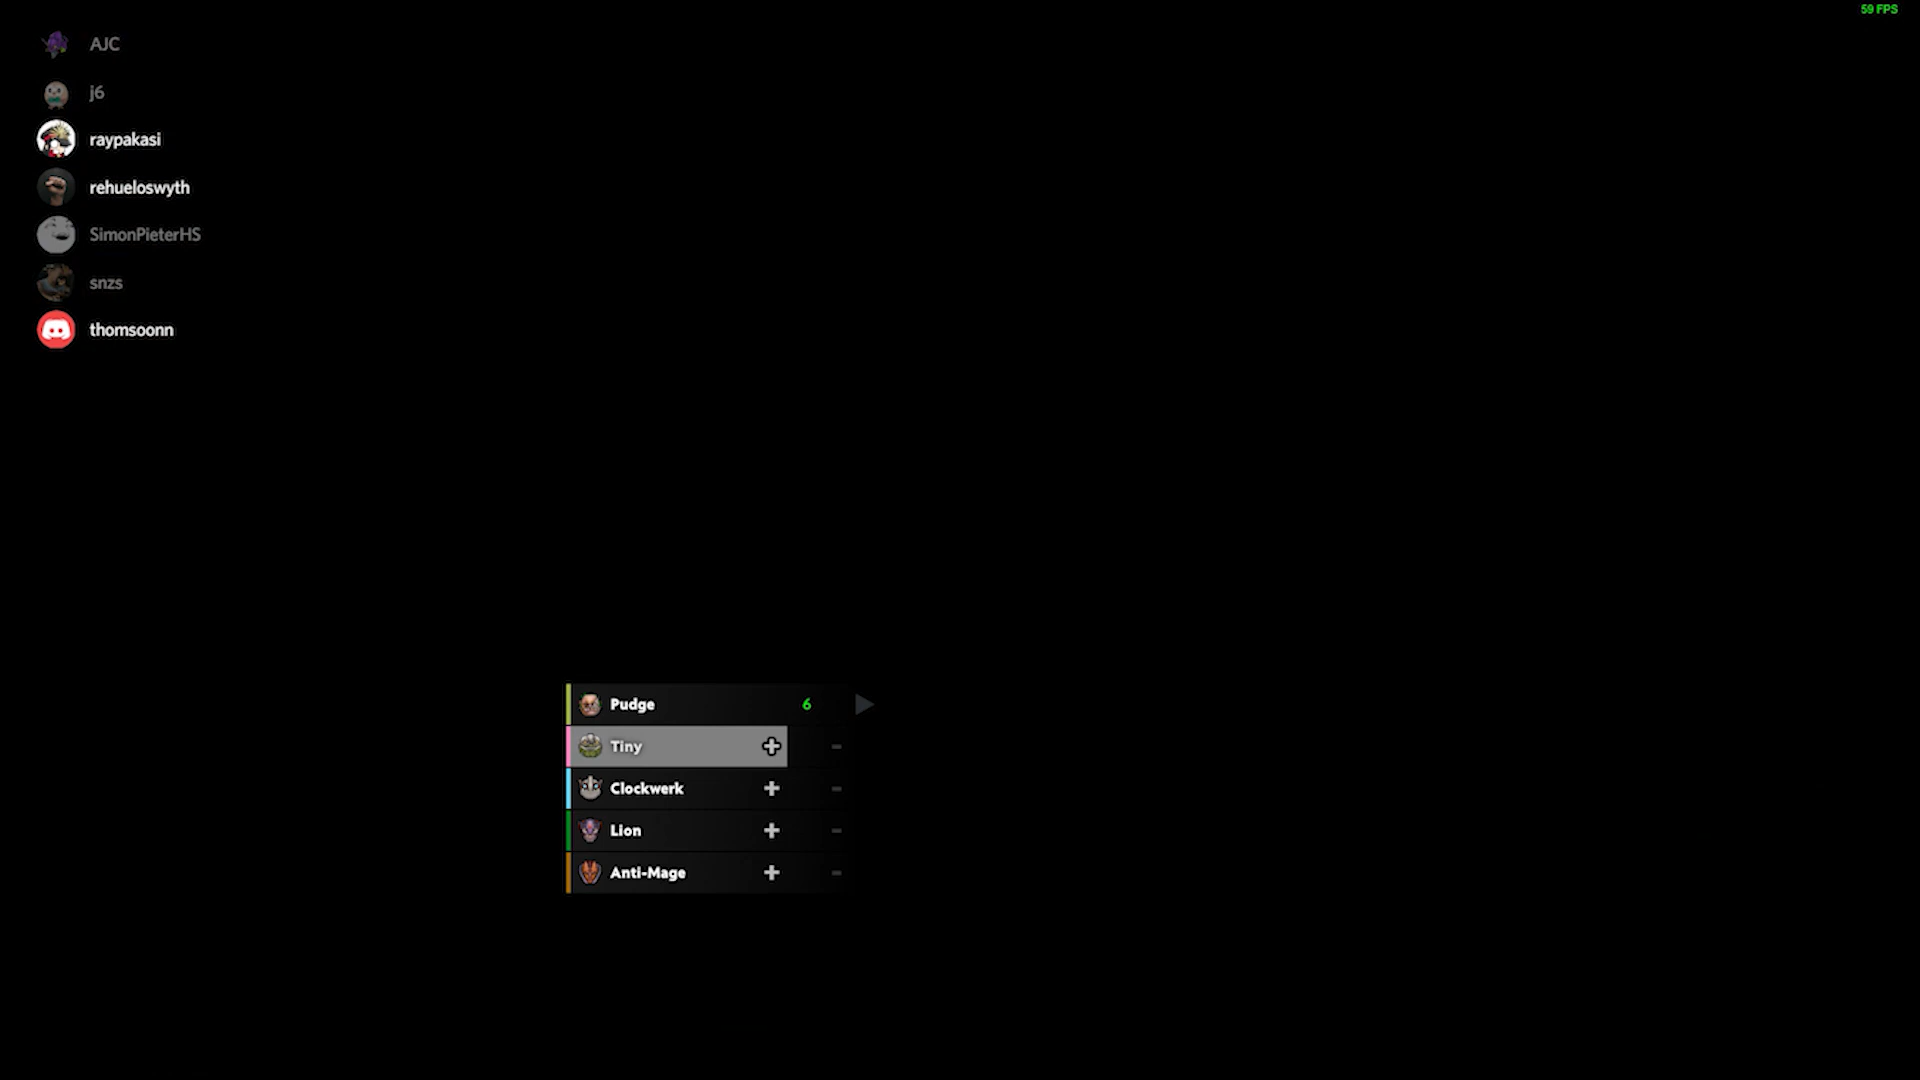 59 FPS
AJC
j6
raypakasi
rehueloswyth
SimonPieterHS
snzs
thomsoonn
Pudge 6
Tiny + -
Clockwerk + -
Lion + -
Anti-Mage + -